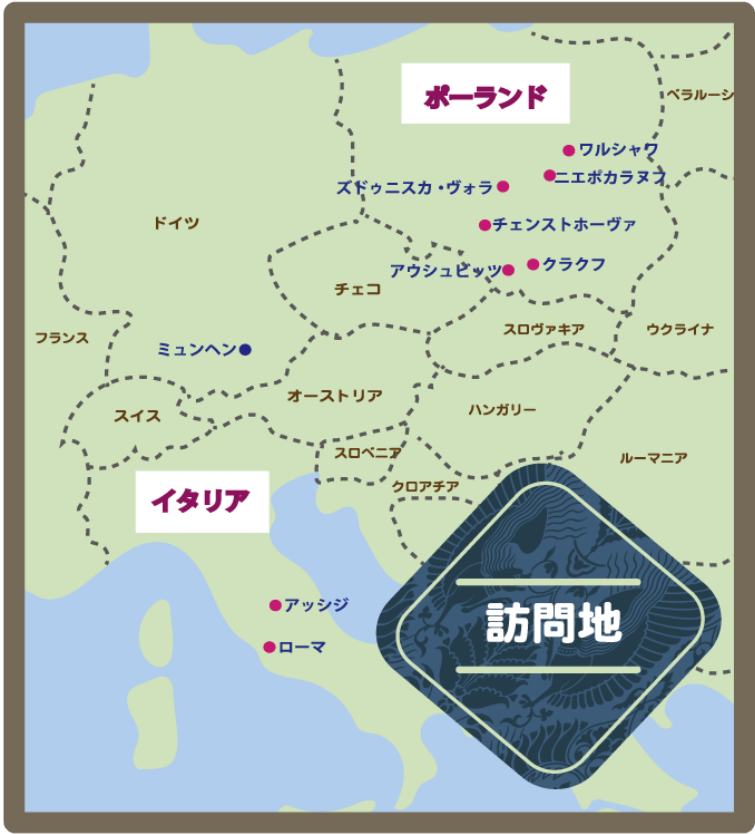 ポーランド
ベラルーシ
ワルシャワ
ニエポカラヌフ
ズドゥニスカ・ヴォラ
ドイツ
チェンストホーヴァ
クラクフ
アウシュビッツ
チェコ
スロヴァキア
ウクライナ
フランス
ミュンヘン
オーストリア
ハンガリー
スイス
スロベニア
ルーマニア
クロアチア
イタリア
アッシジ
訪問地
ローマ